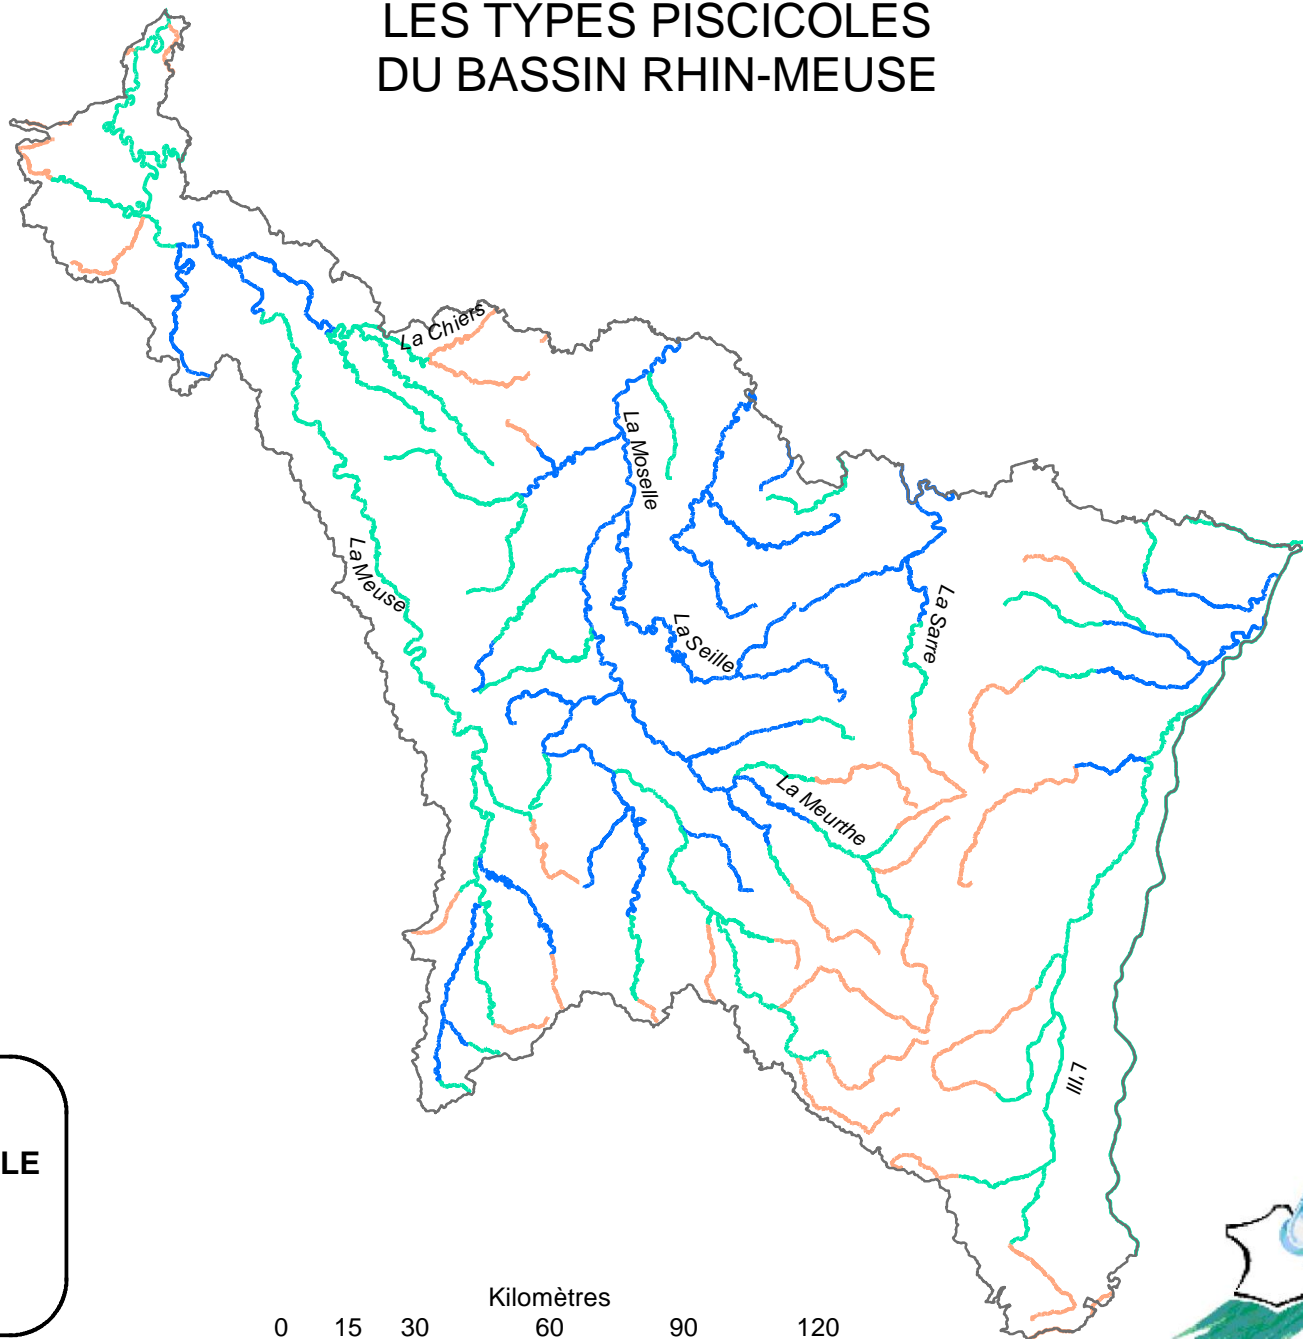 LES TYPES PISCICOLES
DU BASSIN RHIN-MEUSE
La Chiers
La Moselle
La Meuse
La Seille
La Sarre
La Meurthe
L'Ill
LE
Kilomètres
0 15 30 60 90 120